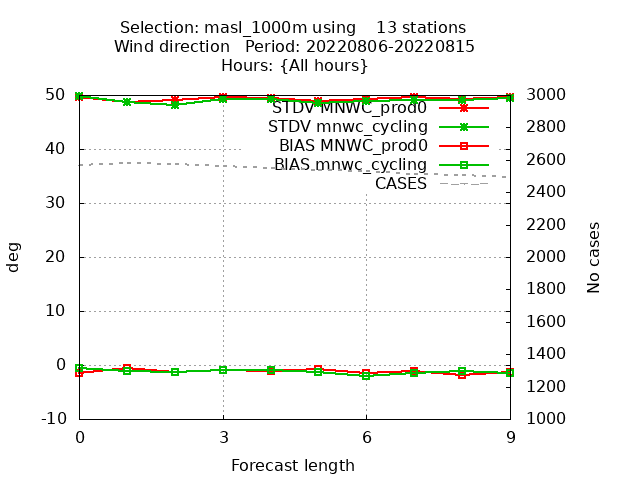 Selection: masl_1000m using    13 stations
Wind direction   Period: 20220806-20220815
Hours: {All hours}
50
40
30
20
10
0
-10
deg
3000
2800
2600
2400
2200
2000
1800
1600
1400
1200
1000
No cases
STDV MNWC_prod0
STDV mnwc_cycling
BIAS MNWC_prod0
BIAS mnwc_cycling
CASES
0 3 6 9
Forecast length